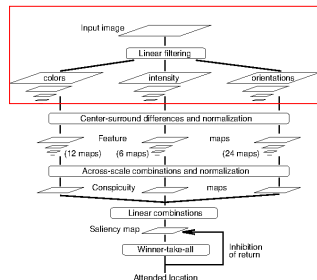 Input image
Linear filtering
colors intensity orientations
Center-surround differences and normalization
Feature maps
(12 maps) (6 maps) (24 maps)
Across-scale combinations and normalization
Conspicuity maps
Linear combinations
Saliency map
Winner-take-all
Inhibition
of return
Attended location